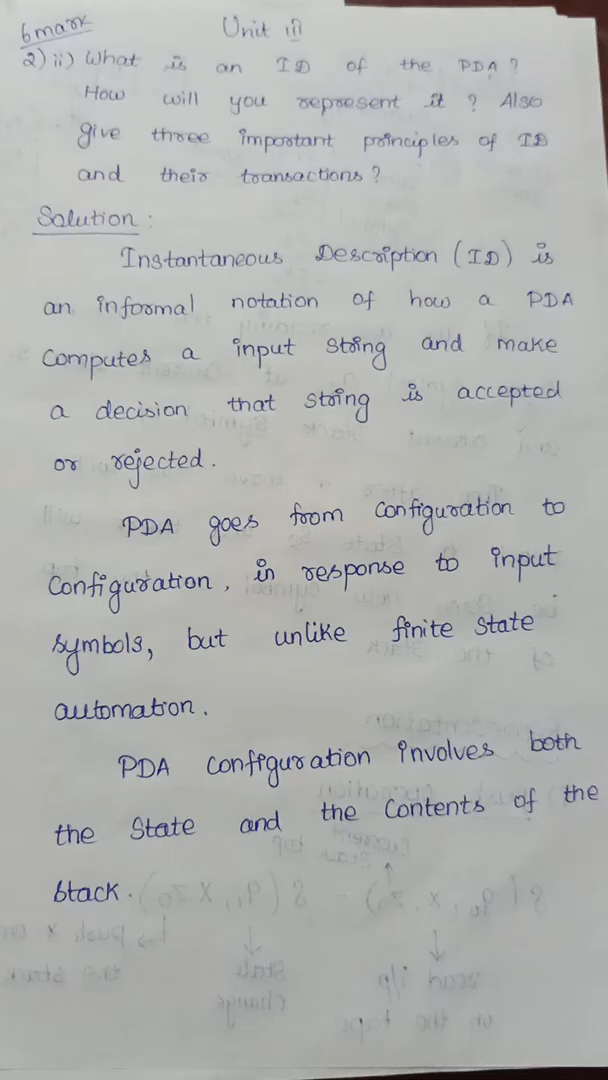 6mark
Unit iii
2) ii) What is an ID of the PDA?
How will you represent it? Also
give three important principles of ID
and their transactions?
Solution:
Instantaneous Description (ID) is
an informal notation of how a PDA
computes a input string and make
a decision that string is accepted
or rejected.
PDA goes from configuration to
configuration, in response to input
symbols, but unlike finite state
automation.
PDA configuration involves both
the state and the contents of the
stack.